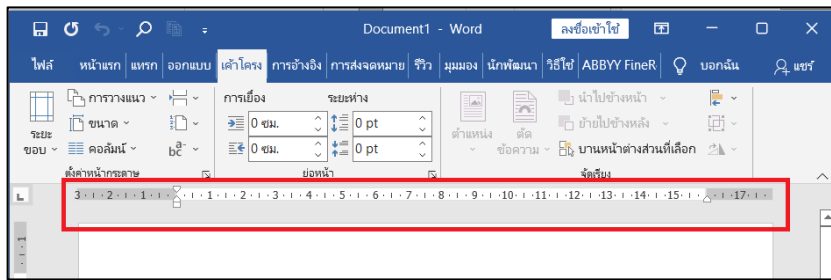 Document1 - Word ลงชื่อเข้าใช้
ไฟล์ หน้าแรก แทรก ออกแบบ เค้าโครง การอ้างอิง การส่งจดหมาย รีวิว มุมมอง นักพัฒนา วิธีใช้ ABBYY FineR บอกฉัน แชร์
การวางแนว การเยื้อง ระยะห่าง นำไปข้างหน้า
ขนาด 0 ซม. 0 pt ย้ายไปข้างหลัง
ระยะ ตำแหน่ง ตัด
ขอบ คอลัมน์ bc 0 ซม. 0 pt ข้อความ บานหน้าต่างส่วนที่เลือก
ตั้งค่าหน้ากระดาษ ย่อหน้า จัดเรียง
3 2 1 1 2 3 4 5 6 7 8 9 10 11 12 13 14 15 17
1